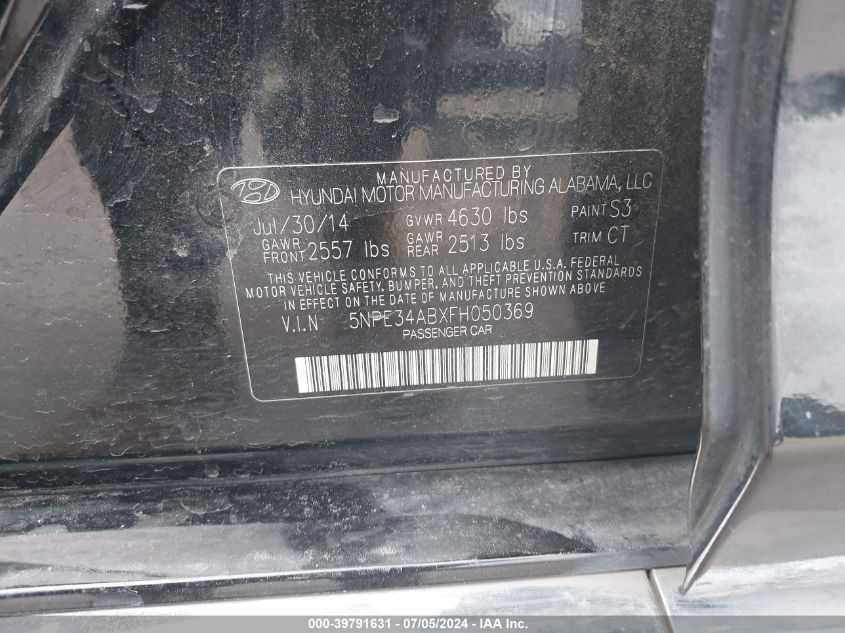 MANUFACTURED BY
HYUNDAI MOTOR MANUFACTURING ALABAMA, LLC
Jul/30/14 GVWR 4630 lbs PAINT S3
GAWR FRONT 2557 lbs GAWR REAR 2513 lbs TRIM CT
THIS VEHICLE CONFORMS TO ALL APPLICABLE U.S.A. FEDERAL
MOTOR VEHICLE SAFETY, BUMPER, AND THEFT PREVENTION STANDARDS
IN EFFECT ON THE DATE OF MANUFACTURE SHOWN ABOVE
V.I.N 5NPE34ABXFH050369
PASSENGER CAR
000-39791631 - 07/05/2024 - IAAI.COM